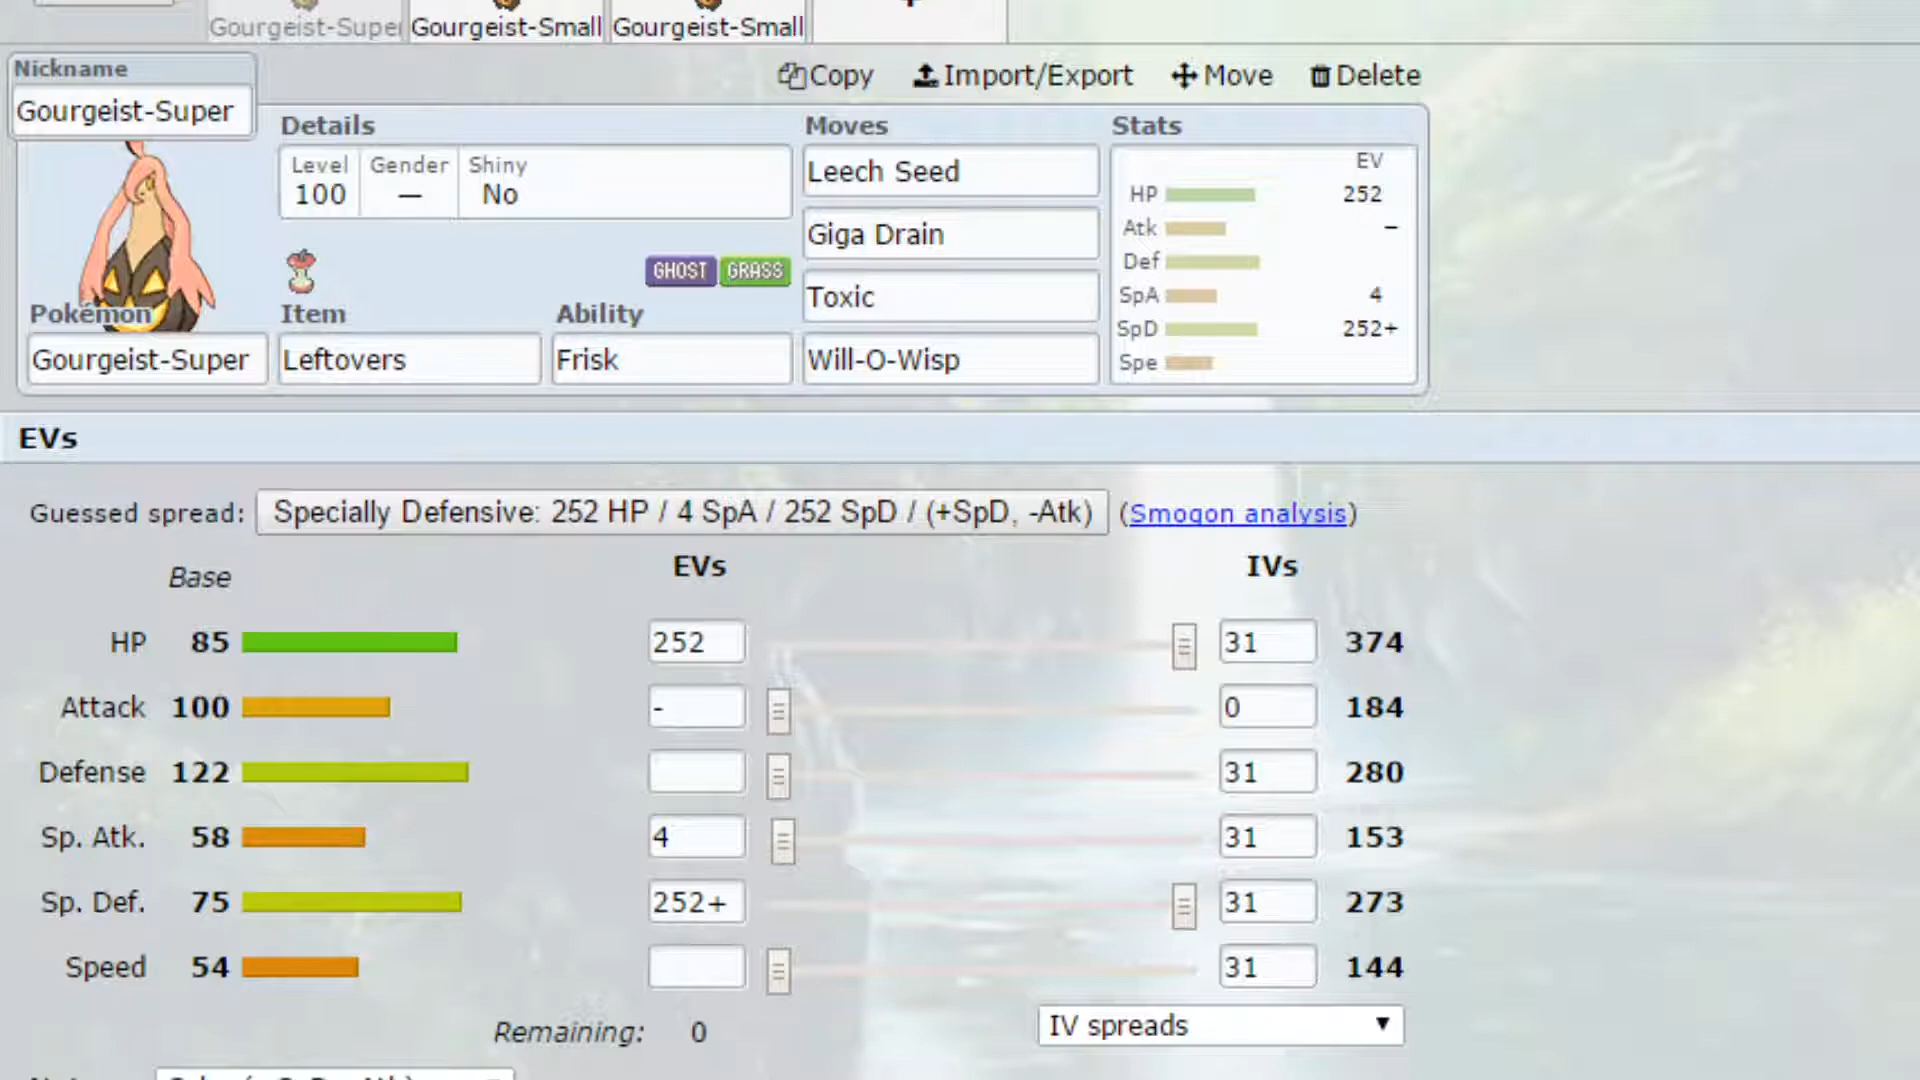 Gourgeist-Super Gourgeist-Small Gourgeist-Small
Nickname
Gourgeist-Super
Copy Import/Export Move Delete
Details
Level Gender Shiny
100 — No
GHOST GRASS
Pokémon Item Ability
Gourgeist-Super Leftovers Frisk
Moves
Leech Seed
Giga Drain
Toxic
Will-O-Wisp
Stats
EV
HP 252
Atk -
Def
SpA 4
SpD 252+
Spe
EVs
Guessed spread: Specially Defensive: 252 HP / 4 SpA / 252 SpD / (+SpD, -Atk) (Smogon analysis)
Base EVs IVs
HP 85 252 31 374
Attack 100 - 0 184
Defense 122 31 280
Sp. Atk. 58 4 31 153
Sp. Def. 75 252+ 31 273
Speed 54 31 144
Remaining: 0 IV spreads